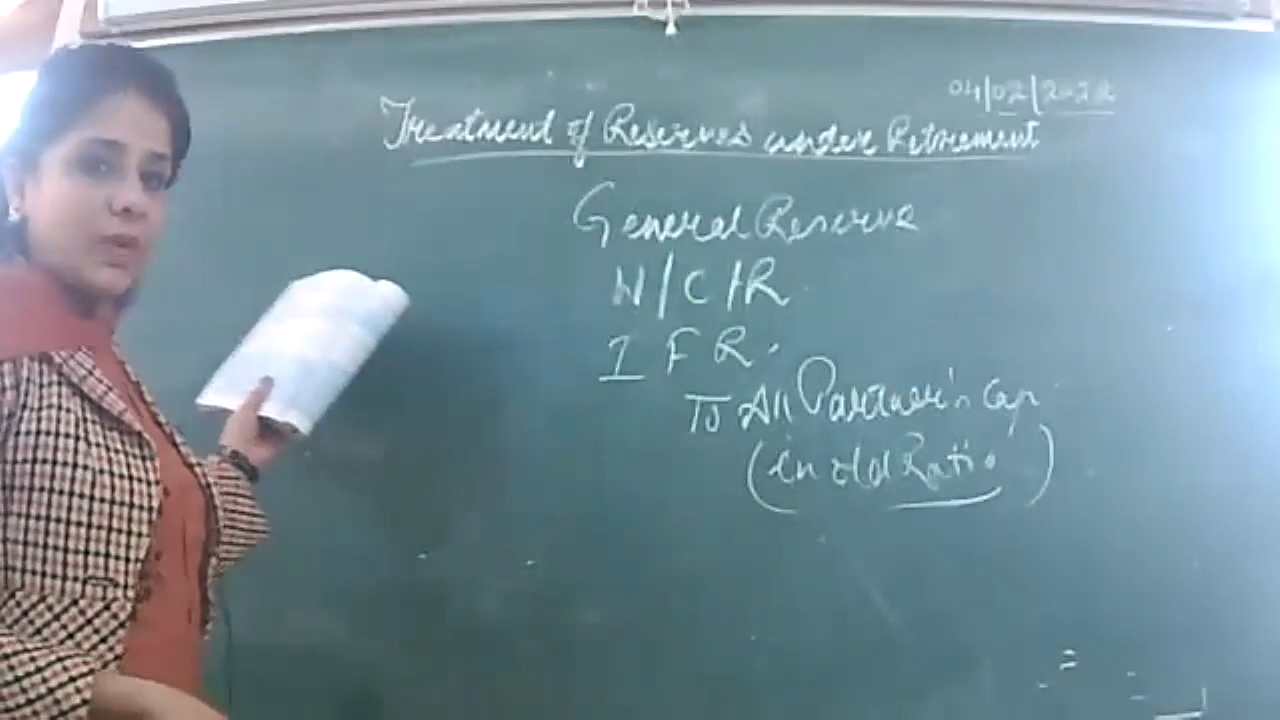 04/02/2022
Treatment of Reserves under Retirement
General Reserve
W/C/R
I F R.
To All Partner's Cap
(in old Ratio)